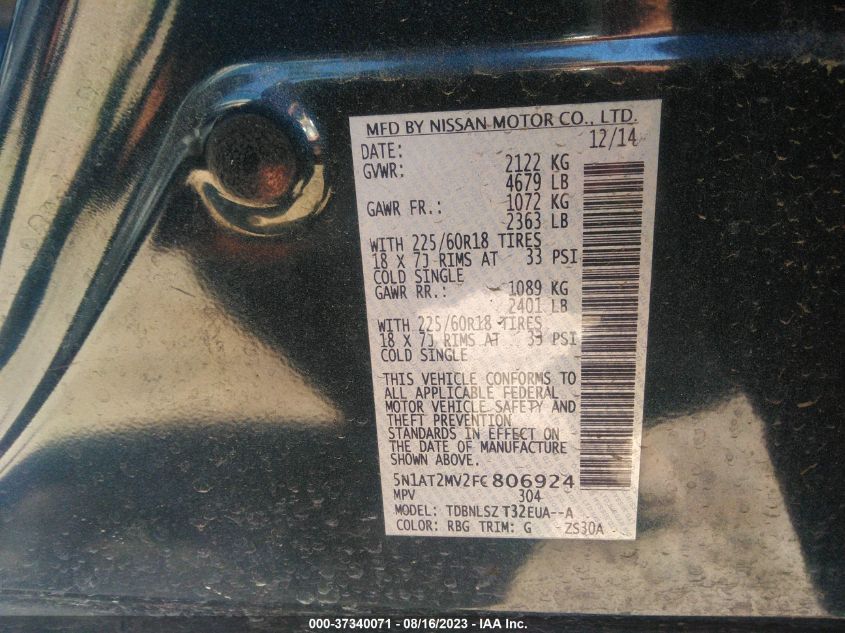 MFD BY NISSAN MOTOR CO., LTD.
DATE: 12/14
GVWR: 2122 KG
4679 LB
GAWR FR.: 1072 KG
2363 LB
WITH 225/60R18 TIRES
18 X 7J RIMS AT 33 PSI
COLD SINGLE
GAWR RR.: 1089 KG
2401 LB
WITH 225/60R18 TIRES
18 X 7J RIMS AT 33 PSI
COLD SINGLE
THIS VEHICLE CONFORMS TO
ALL APPLICABLE FEDERAL
MOTOR VEHICLE SAFETY AND
THEFT PREVENTION
STANDARDS IN EFFECT ON
THE DATE OF MANUFACTURE
SHOWN ABOVE.
5N1AT2MV2FC806924
MPV 304
MODEL: TDBNLSZ T32EUA--A
COLOR: RBG TRIM: G ZS30A
000-37340071 - 08/16/2023 - IAA Inc.